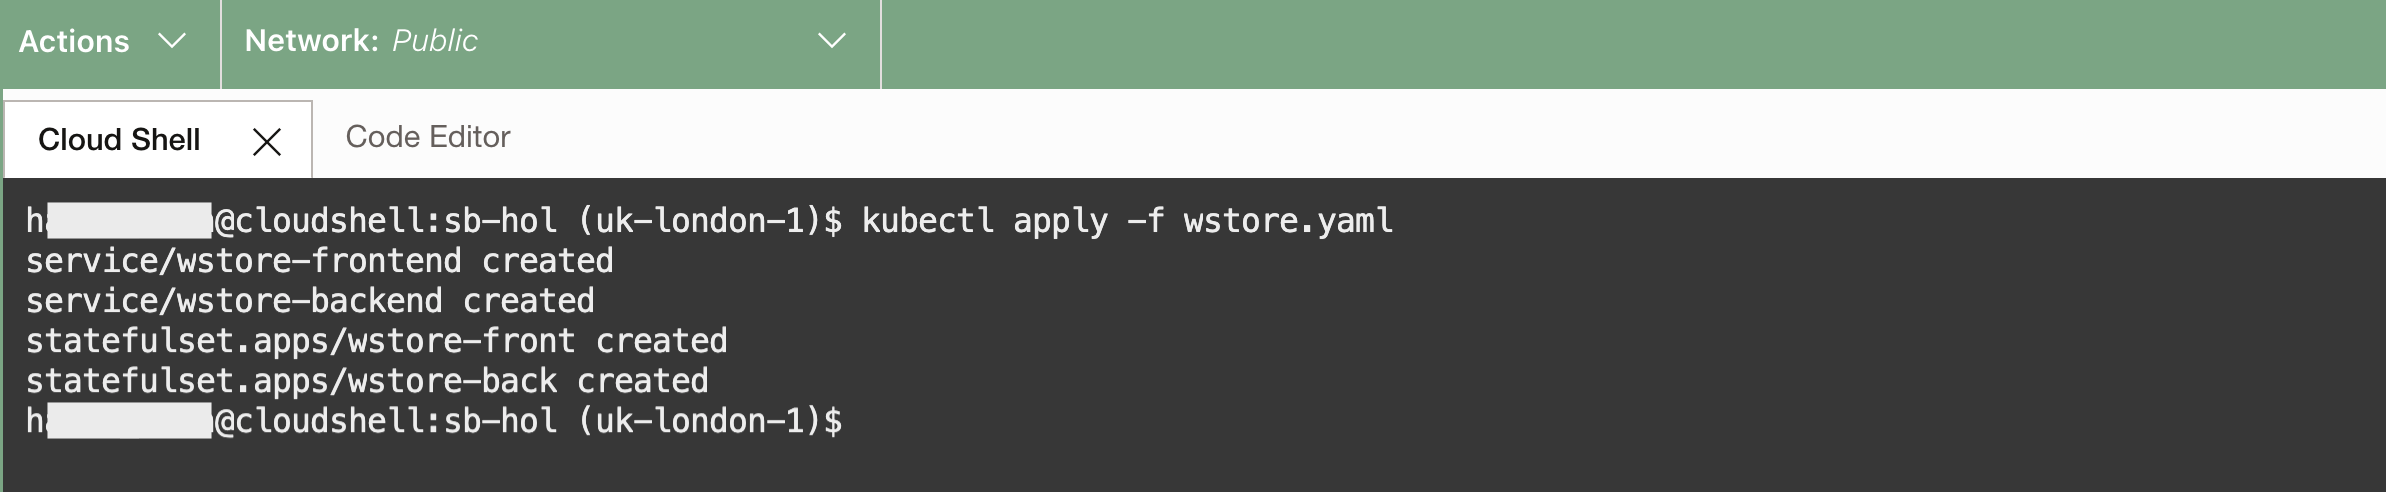 Actions Network: Public
Cloud Shell Code Editor
@cloudshell:sb-hol (uk-london-1)$ kubectl apply -f wstore.yaml
service/wstore-frontend created
service/wstore-backend created
statefulset.apps/wstore-front created
statefulset.apps/wstore-back created
@cloudshell:sb-hol (uk-london-1)$